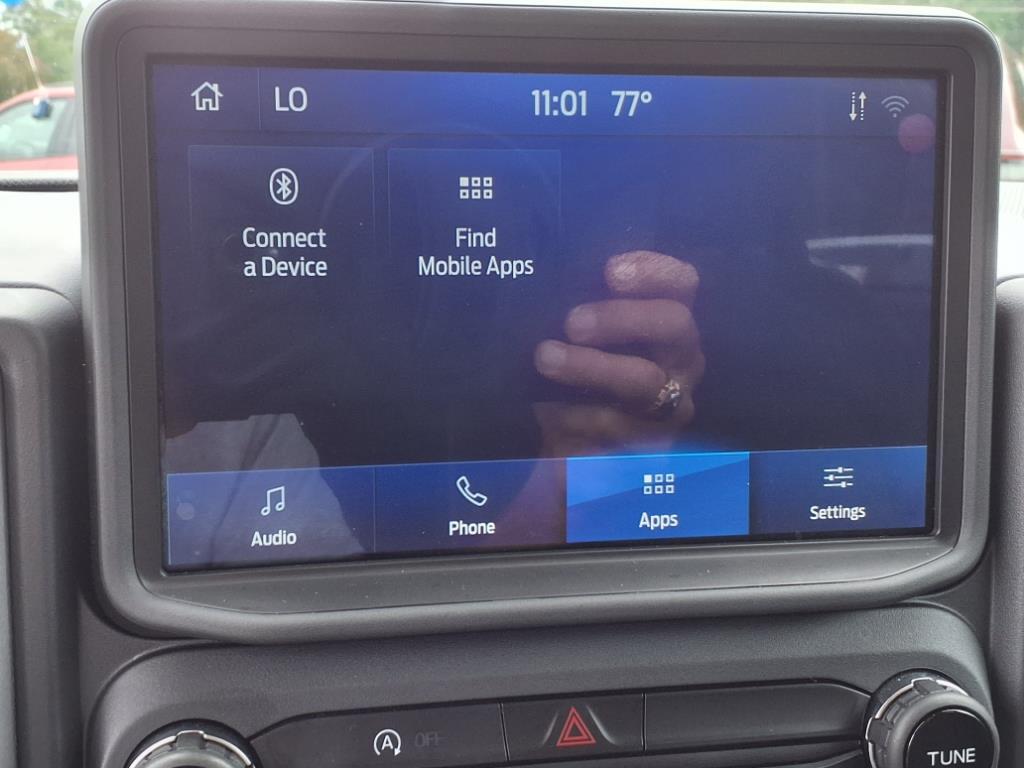 LO
11:01 77°
Connect
a Device
Find
Mobile Apps
Audio
Phone
Apps
Settings
A OFF
TUNE